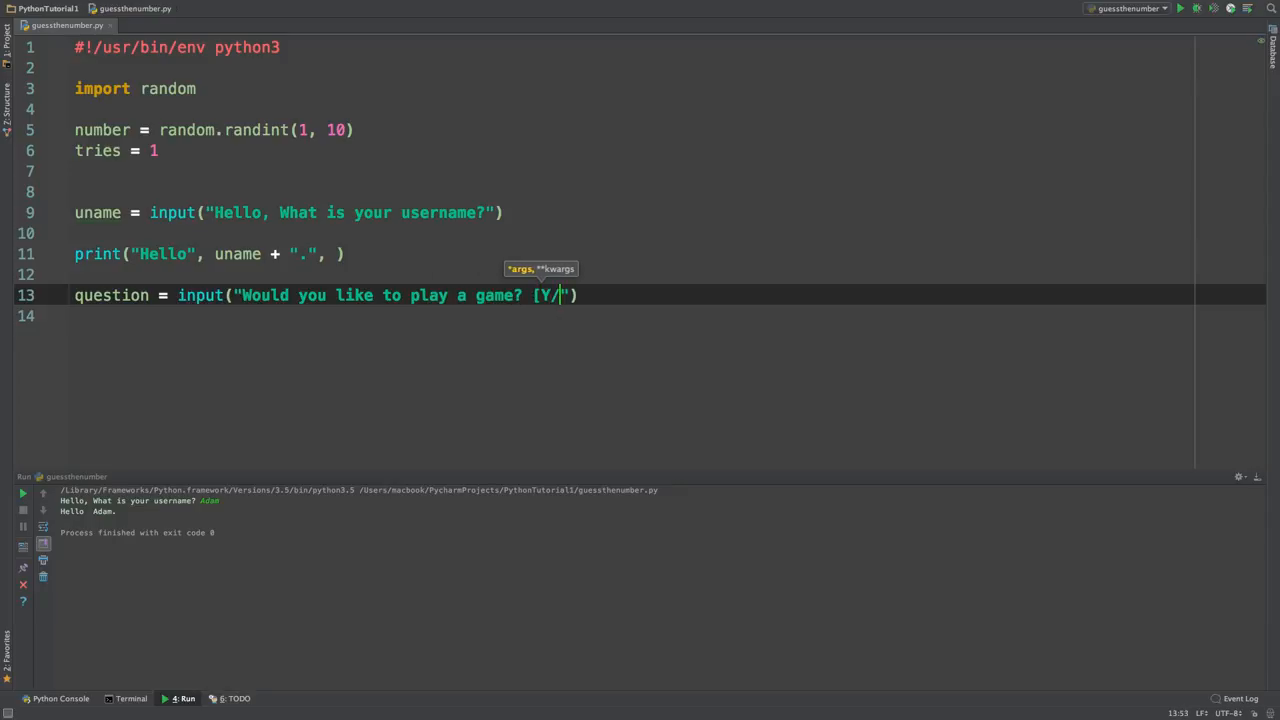 PythonTutorial1 guessthenumber.py guessthenumber
guessthenumber.py
1: Project
Z: Structure
2: Favorites
Database
1 #!/usr/bin/env python3
2
3 import random
4
5 number = random.randint(1, 10)
6 tries = 1
7
8
9 uname = input("Hello, What is your username?")
10
11 print("Hello", uname + ".", )
12
*args, **kwargs
13 question = input("Would you like to play a game? [Y/")
14
Run guessthenumber
/Library/Frameworks/Python.framework/Versions/3.5/bin/python3.5 /Users/macbook/PycharmProjects/PythonTutorial1/guessthenumber.py
Hello, What is your username? Adam
Hello  Adam.
Process finished with exit code 0
Python Console Terminal 4: Run 6: TODO Event Log
13:53 LF÷ UTF-8÷